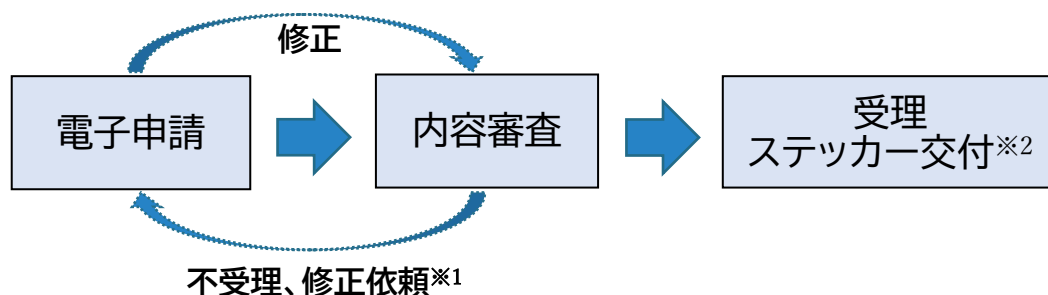 修正
電子申請
内容審査
受理
ステッカー交付※2
不受理、修正依頼※1